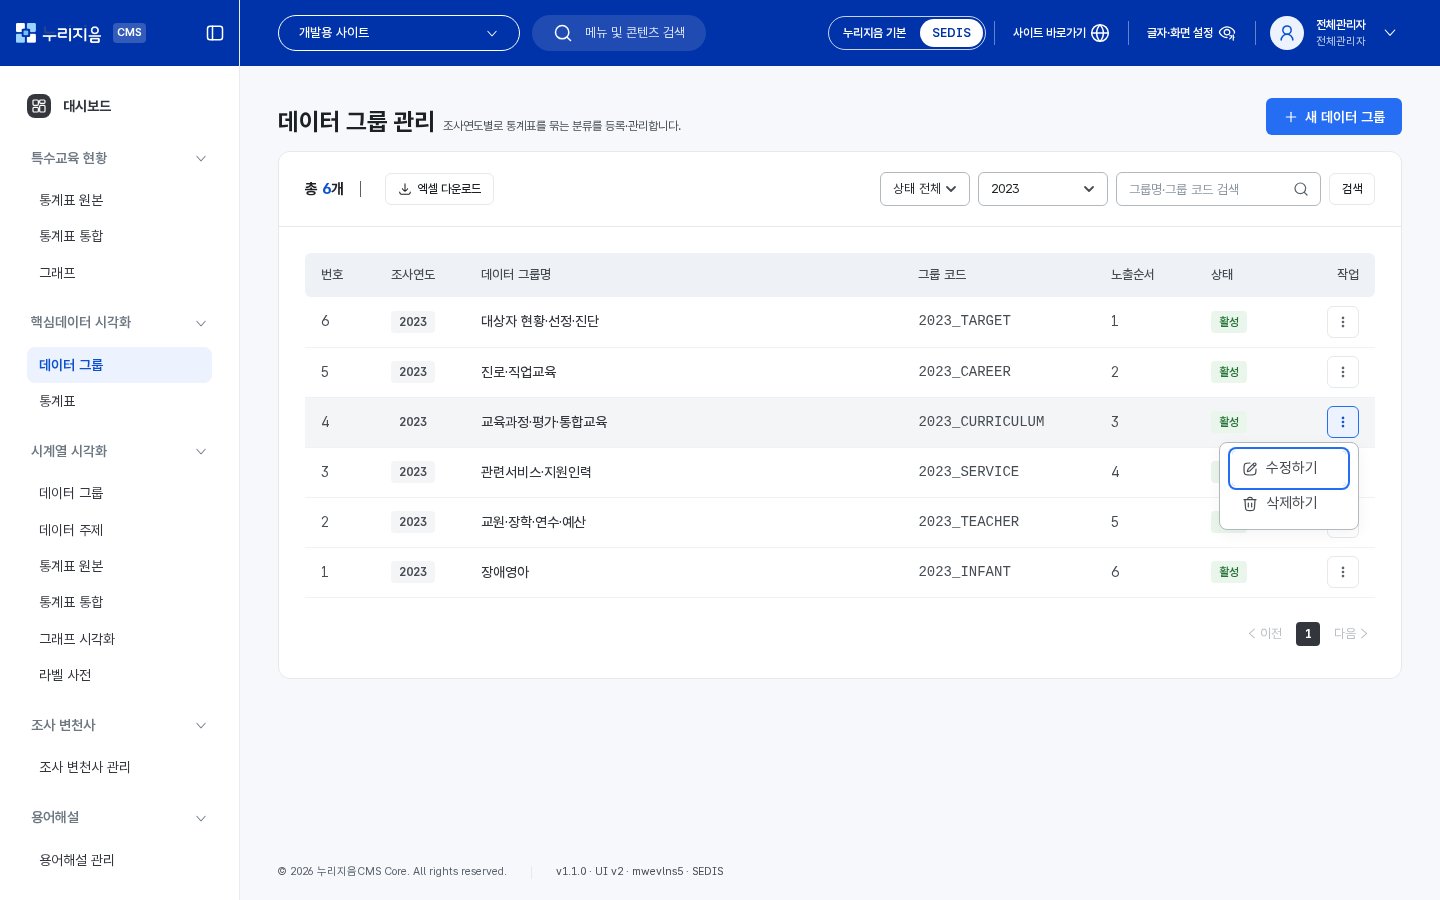 누리지음 CMS
개발용 사이트
메뉴 및 콘텐츠 검색
누리지음 기본
SEDIS
사이트 바로가기
글자·화면 설정
전체관리자
전체관리자
대시보드
특수교육 현황
통계표 원본
통계표 통합
그래프
핵심데이터 시각화
데이터 그룹
통계표
시계열 시각화
데이터 그룹
데이터 주제
통계표 원본
통계표 통합
그래프 시각화
라벨 사전
조사 변천사
조사 변천사 관리
용어해설
용어해설 관리
데이터 그룹 관리 조사연도별로 통계표를 묶는 분류를 등록·관리합니다.
새 데이터 그룹
총 6개
엑셀 다운로드
상태 전체
2023
그룹명·그룹 코드 검색
검색
번호 조사연도 데이터 그룹명 그룹 코드 노출순서 상태 작업
6 2023 대상자 현황·선정·진단 2023_TARGET 1 활성
5 2023 진로·직업교육 2023_CAREER 2 활성
4 2023 교육과정·평가·통합교육 2023_CURRICULUM 3 활성
3 2023 관련서비스·지원인력 2023_SERVICE 4
2 2023 교원·장학·연수·예산 2023_TEACHER 5
1 2023 장애영아 2023_INFANT 6 활성
수정하기
삭제하기
이전 1 다음
© 2026 누리지음CMS Core. All rights reserved.
v1.1.0 · UI v2 · mwevlns5 · SEDIS